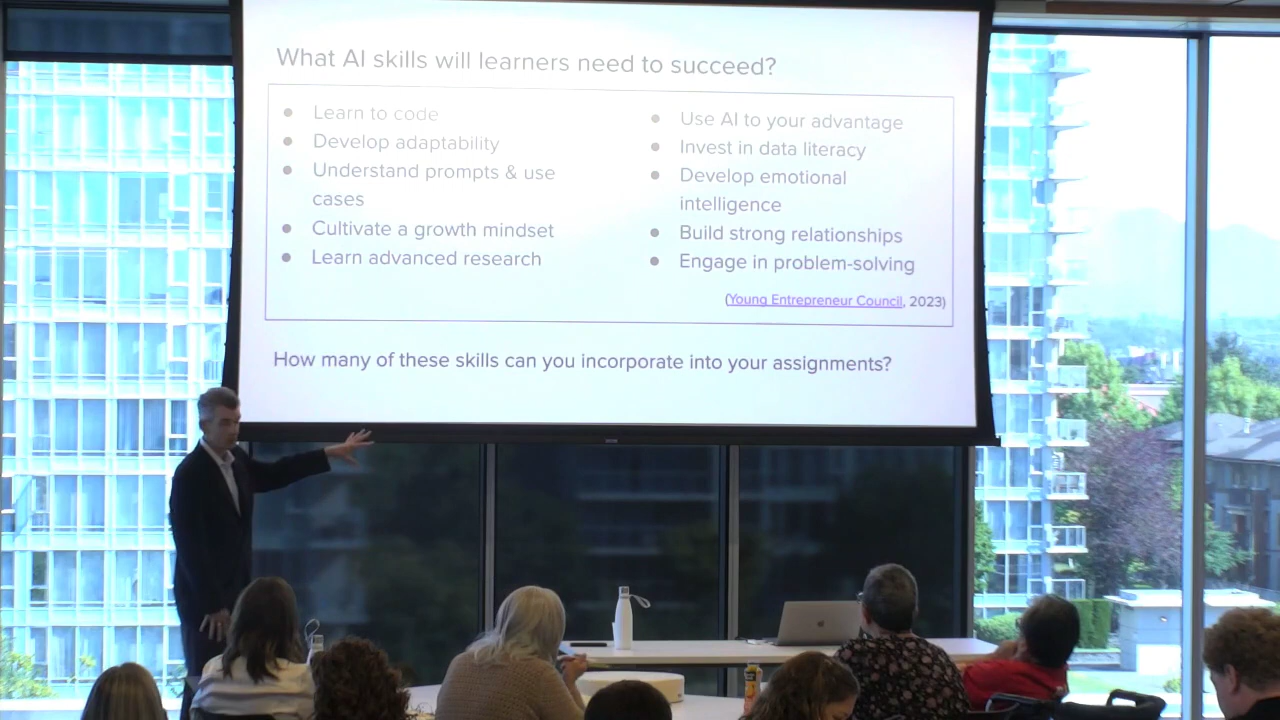 What AI skills will learners need to succeed?
● Learn to code
● Develop adaptability
● Understand prompts & use
cases
● Cultivate a growth mindset
● Learn advanced research
● Use AI to your advantage
● Invest in data literacy
● Develop emotional
intelligence
● Build strong relationships
● Engage in problem-solving
(Young Entrepreneur Council, 2023)
How many of these skills can you incorporate into your assignments?